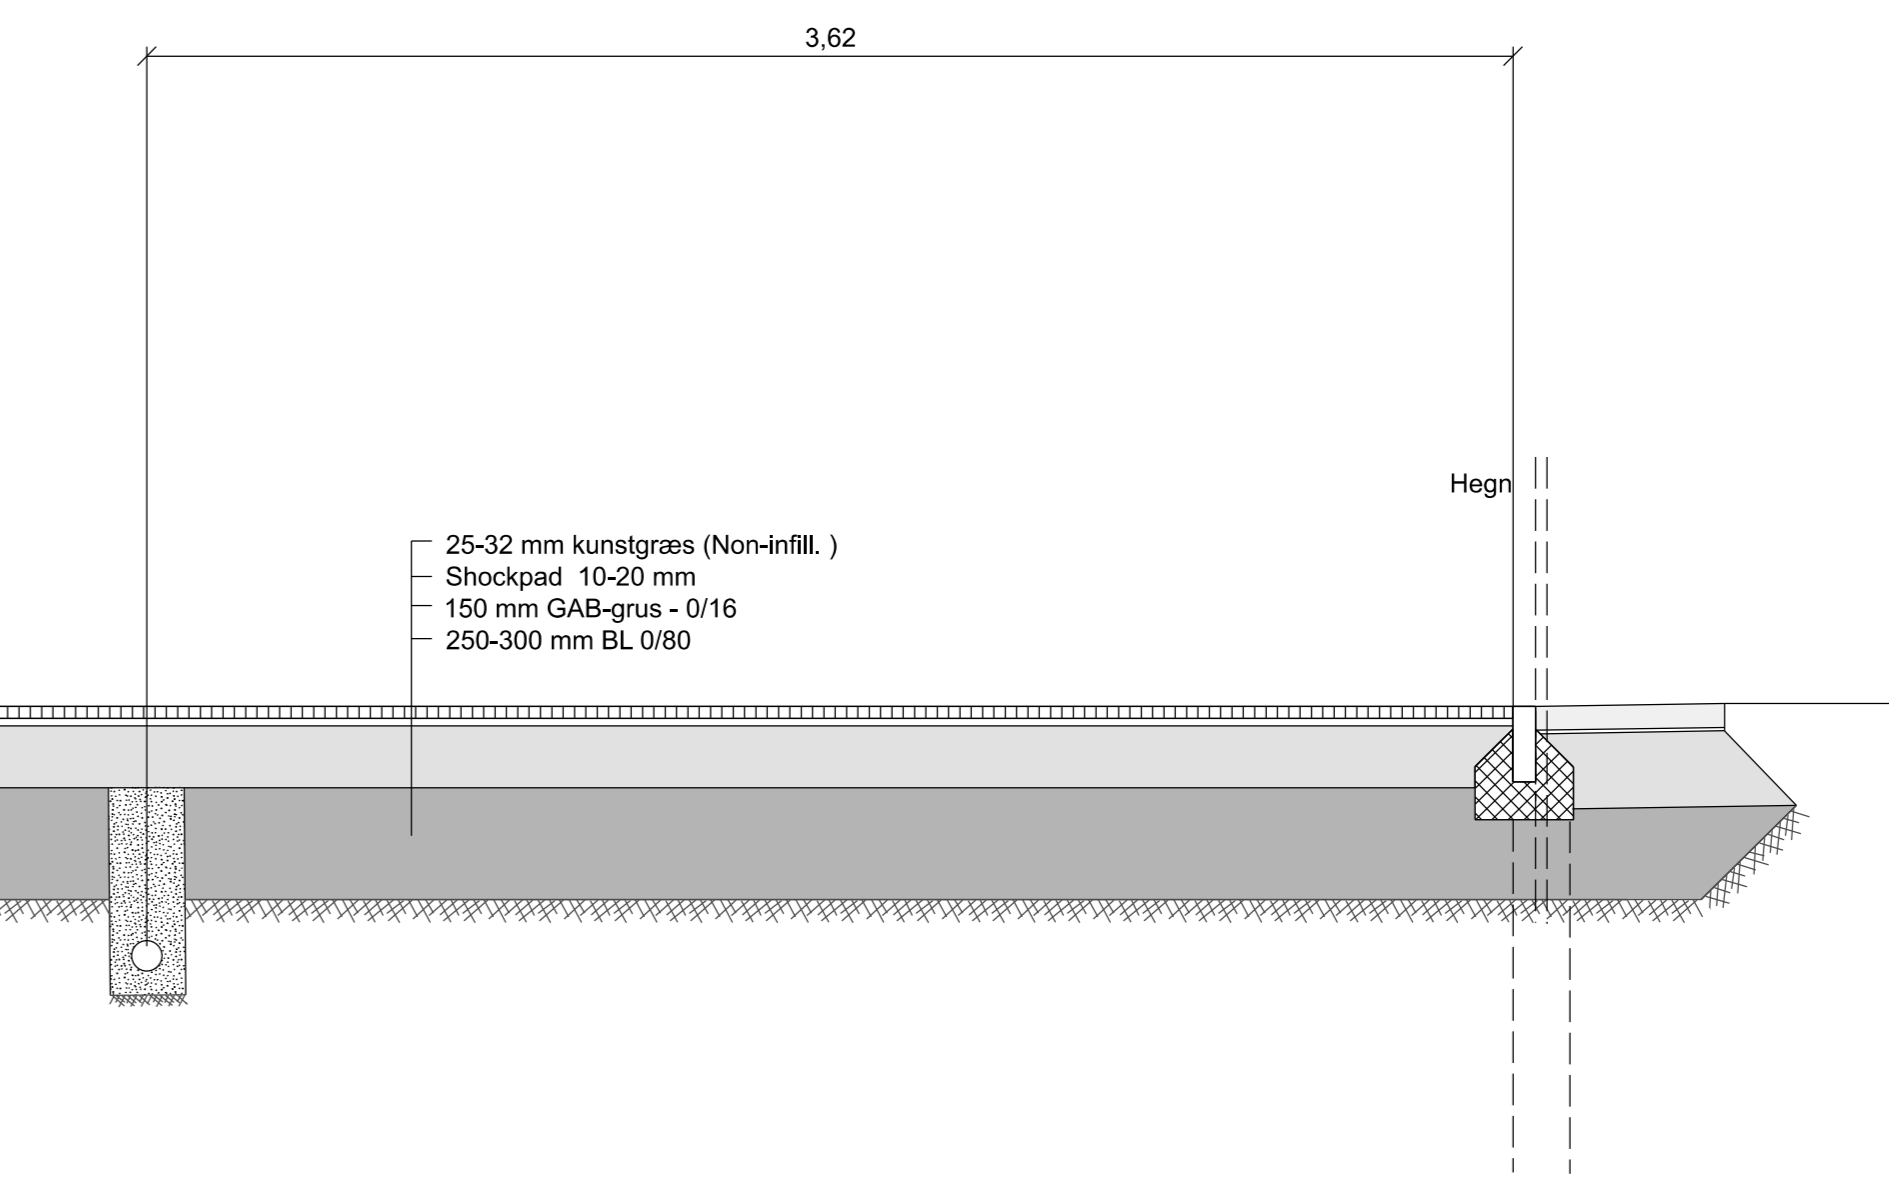 3,62
Hegn
25-32 mm kunstgræs (Non-infill. )
Shockpad  10-20 mm
150 mm GAB-grus - 0/16
250-300 mm BL 0/80